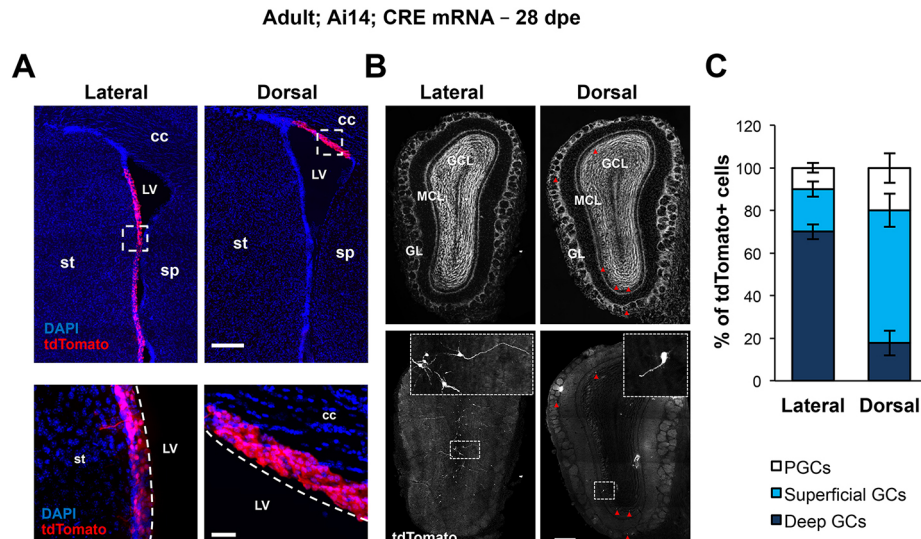 Adult; Ai14; CRE mRNA – 28 dpe
A
B
C
Lateral
Dorsal
cc
LV
st
sp
DAPI
tdTomato
cc
LV
st
sp
st
LV
DAPI
tdTomato
cc
LV
Lateral
Dorsal
GCL
MCL
GL
GCL
MCL
GL
tdTomato
% of tdTomato+ cells
120
100
80
60
40
20
0
Lateral
Dorsal
PGCs
Superficial GCs
Deep GCs